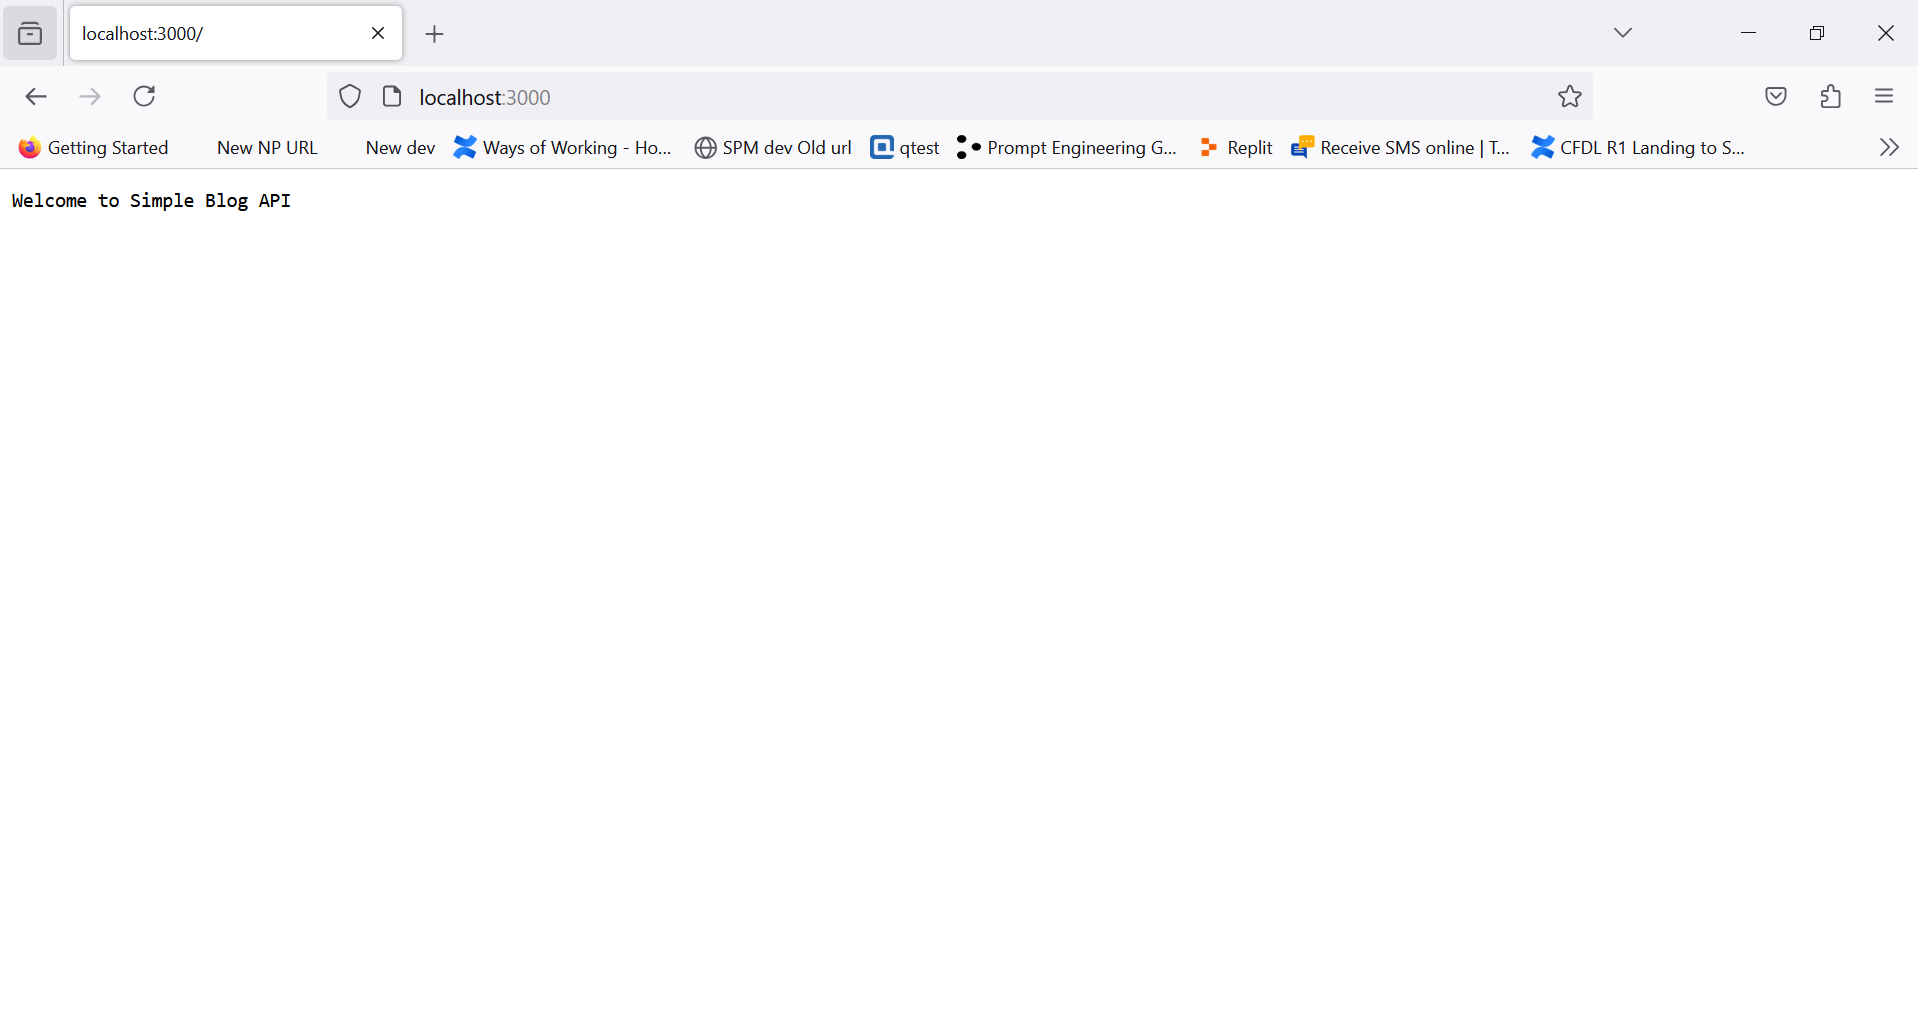 localhost:3000/
localhost:3000
Getting Started New NP URL New dev Ways of Working - Ho... SPM dev Old url qtest Prompt Engineering G... Replit Receive SMS online | T... CFDL R1 Landing to S...
Welcome to Simple Blog API